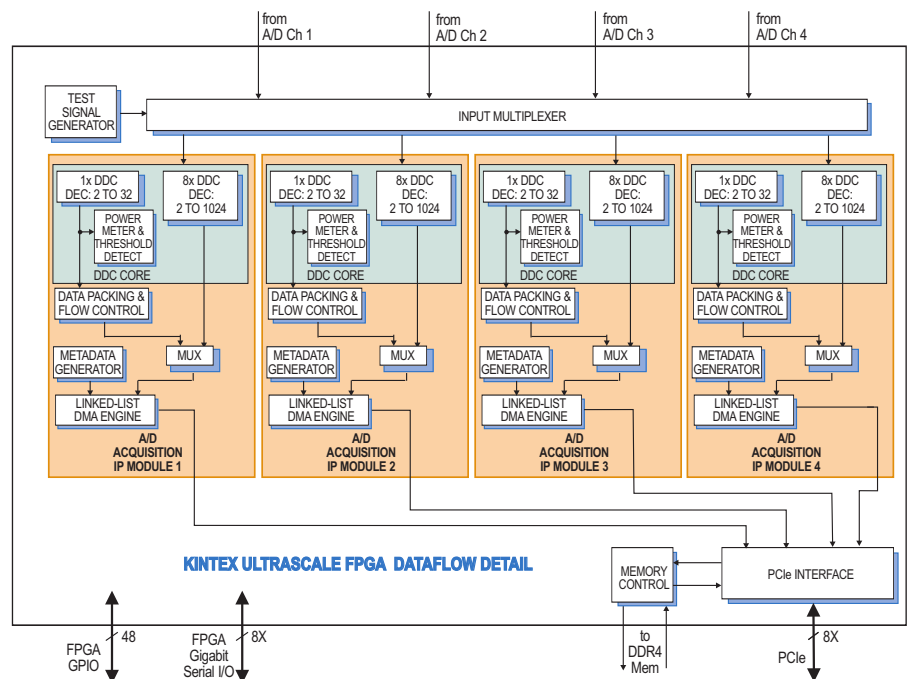 from
A/D Ch 1
from
A/D Ch 2
from
A/D Ch 3
from
A/D Ch 4
TEST
SIGNAL
GENERATOR
INPUT MULTIPLEXER
1x DDC
DEC: 2 TO 32
8x DDC
DEC:
2 TO 1024
POWER
METER &
THRESHOLD
DETECT
DDC CORE
DATA PACKING &
FLOW CONTROL
METADATA
GENERATOR
MUX
LINKED-LIST
DMA ENGINE
A/D
ACQUISITION
IP MODULE 1
1x DDC
DEC: 2 TO 32
8x DDC
DEC:
2 TO 1024
POWER
METER &
THRESHOLD
DETECT
DDC CORE
DATA PACKING &
FLOW CONTROL
METADATA
GENERATOR
MUX
LINKED-LIST
DMA ENGINE
A/D
ACQUISITION
IP MODULE 2
1x DDC
DEC: 2 TO 32
8x DDC
DEC:
2 TO 1024
POWER
METER &
THRESHOLD
DETECT
DDC CORE
DATA PACKING &
FLOW CONTROL
METADATA
GENERATOR
MUX
LINKED-LIST
DMA ENGINE
A/D
ACQUISITION
IP MODULE 3
1x DDC
DEC: 2 TO 32
8x DDC
DEC:
2 TO 1024
POWER
METER &
THRESHOLD
DETECT
DDC CORE
DATA PACKING &
FLOW CONTROL
METADATA
GENERATOR
MUX
LINKED-LIST
DMA ENGINE
A/D
ACQUISITION
IP MODULE 4
KINTEX ULTRASCALE FPGA DATAFLOW DETAIL
MEMORY
CONTROL
PCIe INTERFACE
48
FPGA
GPIO
8X
FPGA
Gigabit
Serial I/O
to
DDR4
Mem
8X
PCIe